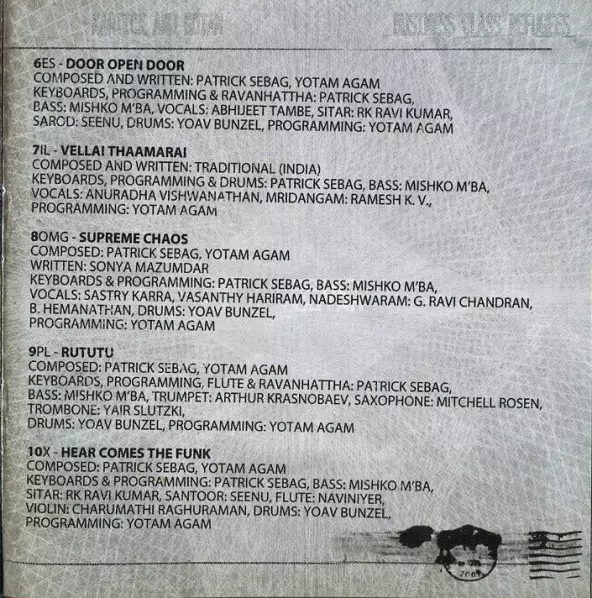 BUSINESS CLASS REFUGEES
6ES - DOOR OPEN DOOR
COMPOSED AND WRITTEN: PATRICK SEBAG, YOTAM AGAM
KEYBOARDS, PROGRAMMING & RAVANHATTHA: PATRICK SEBAG,
BASS: MISHKO M'BA, VOCALS: ABHIJEET TAMBE, SITAR: RK RAVI KUMAR,
SAROD: SEENU, DRUMS: YOAV BUNZEL, PROGRAMMING: YOTAM AGAM
7IL - VELLAI THAAMARAI
COMPOSED AND WRITTEN: TRADITIONAL (INDIA)
KEYBOARDS, PROGRAMMING & DRUMS: PATRICK SEBAG, BASS: MISHKO M'BA,
VOCALS: ANURADHA VISHWANATHAN, MRIDANGAM: RAMESH K. V.,
PROGRAMMING: YOTAM AGAM
8OMG - SUPREME CHAOS
COMPOSED: PATRICK SEBAG, YOTAM AGAM
WRITTEN: SONYA MAZUMDAR
KEYBOARDS & PROGRAMMING: PATRICK SEBAG, BASS: MISHKO M'BA,
VOCALS: SASTRY KARRA, VASANTHY HARIRAM, NADESHWARAM: G. RAVI CHANDRAN,
B. HEMANATHAN, DRUMS: YOAV BUNZEL,
PROGRAMMING: YOTAM AGAM
9PL - RUTUTU
COMPOSED: PATRICK SEBAG, YOTAM AGAM
KEYBOARDS, PROGRAMMING, FLUTE & RAVANHATTHA: PATRICK SEBAG,
BASS: MISHKO M'BA, TRUMPET: ARTHUR KRASNOBAEV, SAXOPHONE: MITCHELL ROSEN,
TROMBONE: YAIR SLUTZKI,
DRUMS: YOAV BUNZEL, PROGRAMMING: YOTAM AGAM
10X - HEAR COMES THE FUNK
COMPOSED: PATRICK SEBAG, YOTAM AGAM
KEYBOARDS & PROGRAMMING: PATRICK SEBAG, BASS: MISHKO M'BA,
SITAR: RK RAVI KUMAR, SANTOOR: SEENU, FLUTE: NAVINIYER,
VIOLIN: CHARUMATHI RAGHURAMAN, DRUMS: YOAV BUNZEL,
PROGRAMMING: YOTAM AGAM